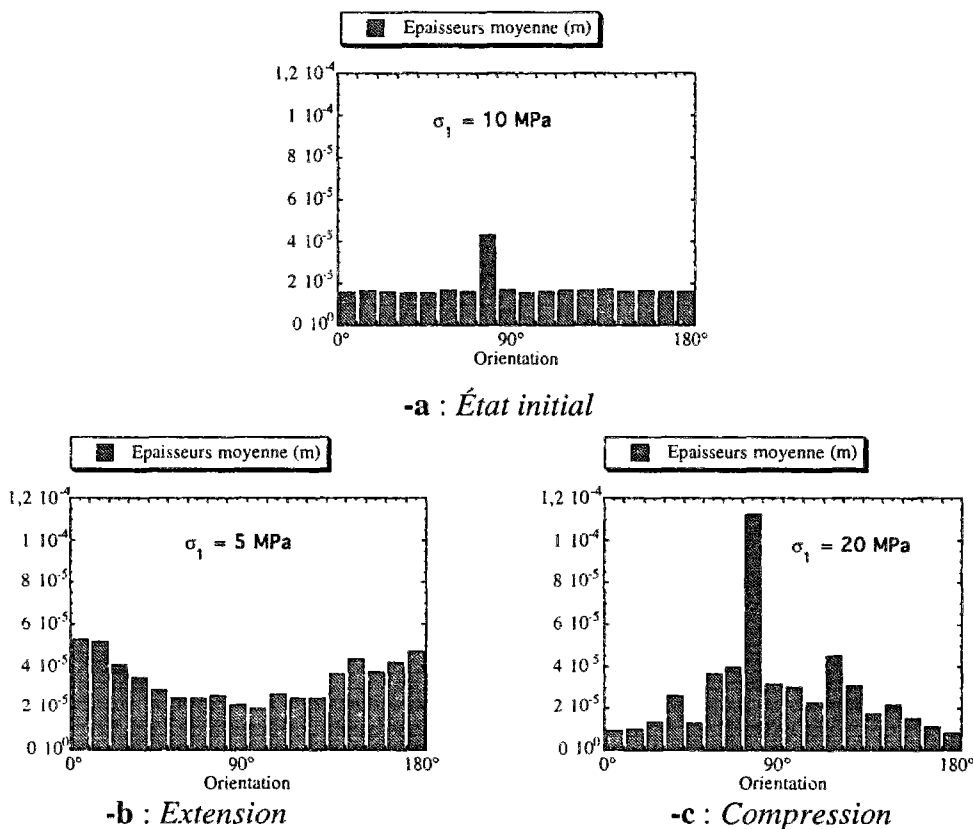 Epaisseurs moyenne (m)
1,2 10⁻⁴
1 10⁻⁴
8 10⁻⁵
6 10⁻⁵
4 10⁻⁵
2 10⁻⁵
0 10⁰
σ₁ = 10 MPa
0° 90° 180°
Orientation
-a : État initial
Epaisseurs moyenne (m)
1,2 10⁻⁴
1 10⁻⁴
8 10⁻⁵
6 10⁻⁵
4 10⁻⁵
2 10⁻⁵
0 10⁰
σ₁ = 5 MPa
0° 90° 180°
Orientation
-b : Extension
Epaisseurs moyenne (m)
1,2 10⁻⁴
1 10⁻⁴
8 10⁻⁵
6 10⁻⁵
4 10⁻⁵
2 10⁻⁵
0 10⁰
σ₁ = 20 MPa
0° 90° 180°
Orientation
-c : Compression